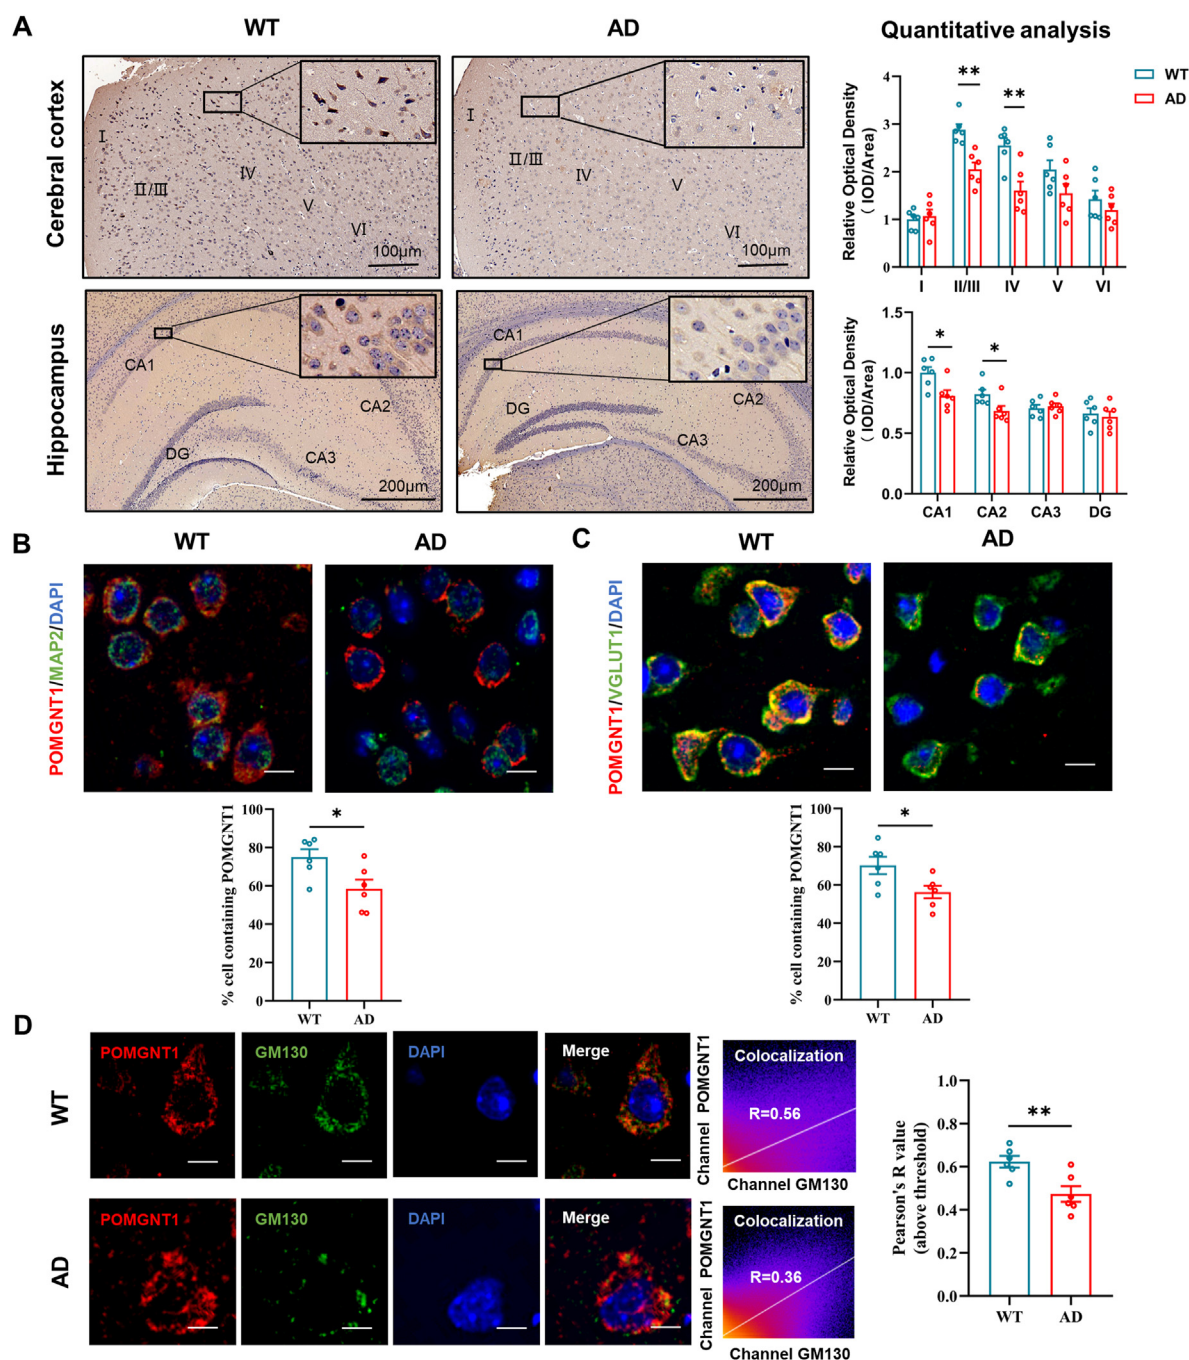 A
WT
AD
Quantitative analysis
Cerebral cortex
I
II/III
IV
V
VI
100μm
I
II/III
IV
V
VI
100μm
Relative Optical Density
( IOD/Area)
4
3
2
1
0
**
**
I
II/III
IV
V
VI
WT
AD
Hippocampus
CA1
CA2
CA3
DG
200μm
CA1
CA2
CA3
DG
200μm
Relative Optical Density
( IOD/Area)
1.5
1.0
0.5
0.0
*
*
CA1
CA2
CA3
DG
B
WT
AD
POMGNT1/MAP2/DAPI
% cell containing POMGNT1
100
80
60
40
20
0
*
WT
AD
C
WT
AD
POMGNT1/VGLUT1/DAPI
% cell containing POMGNT1
100
80
60
40
20
0
*
WT
AD
D
WT
POMGNT1
GM130
DAPI
Merge
Channel POMGNT1
Colocalization
R=0.56
Channel GM130
AD
POMGNT1
GM130
DAPI
Merge
Channel POMGNT1
Colocalization
R=0.36
Channel GM130
Pearson's R value
(above threshold)
1.0
0.8
0.6
0.4
0.2
0.0
**
WT
AD